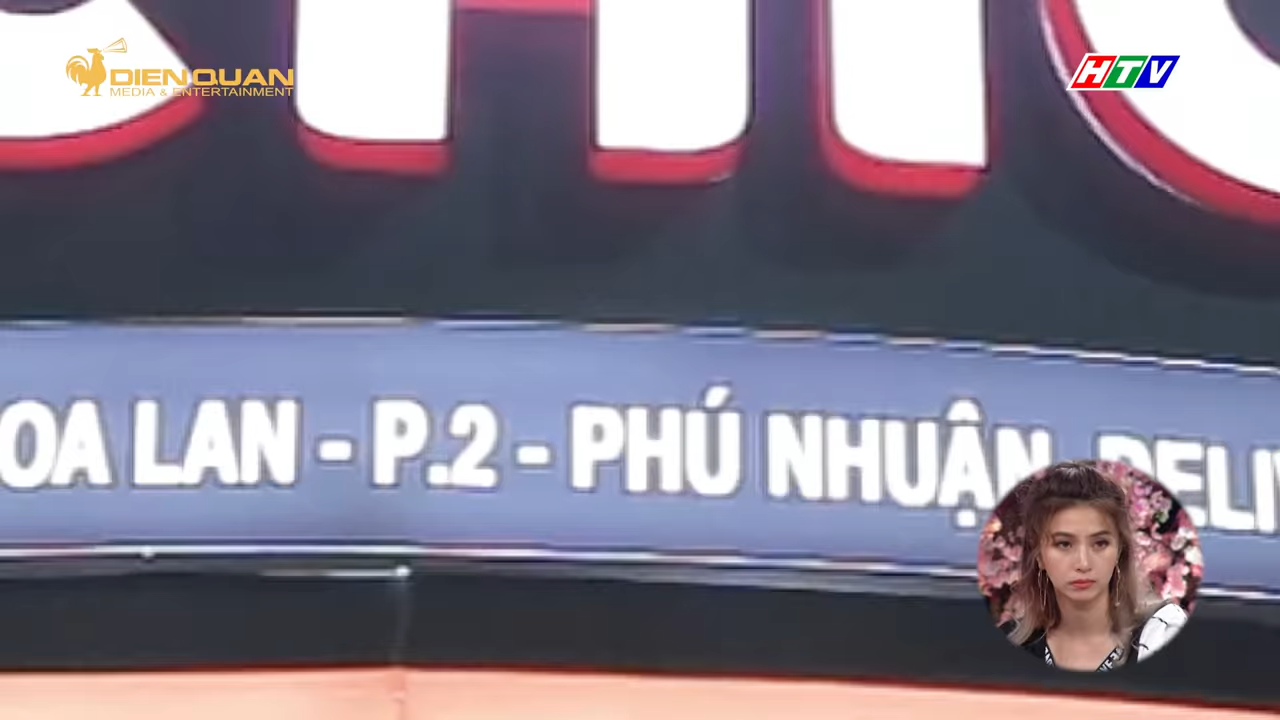 DIENQUAN
MEDIA & ENTERTAINMENT
HTV
OA LAN - P.2 - PHÚ NHUẬN